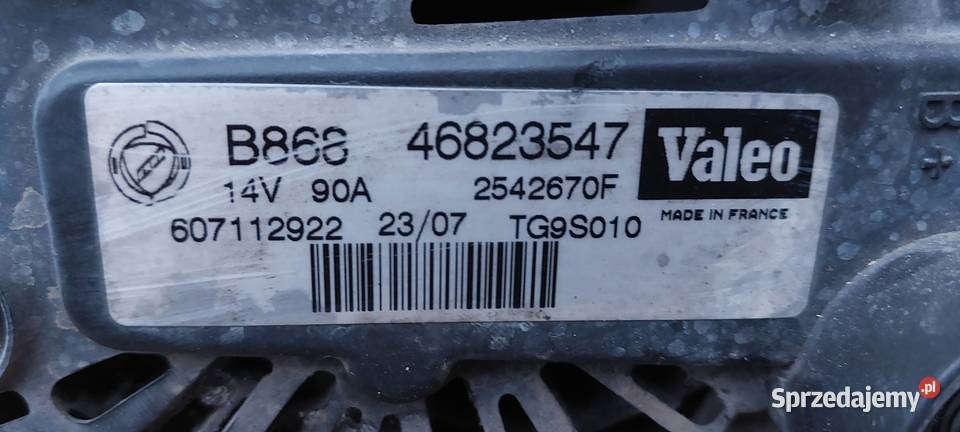 B868 46823547
Valeo
14V 90A 2542670F
MADE IN FRANCE
607112922 23/07 TG9S010
B+
Sprzedajemy.pl